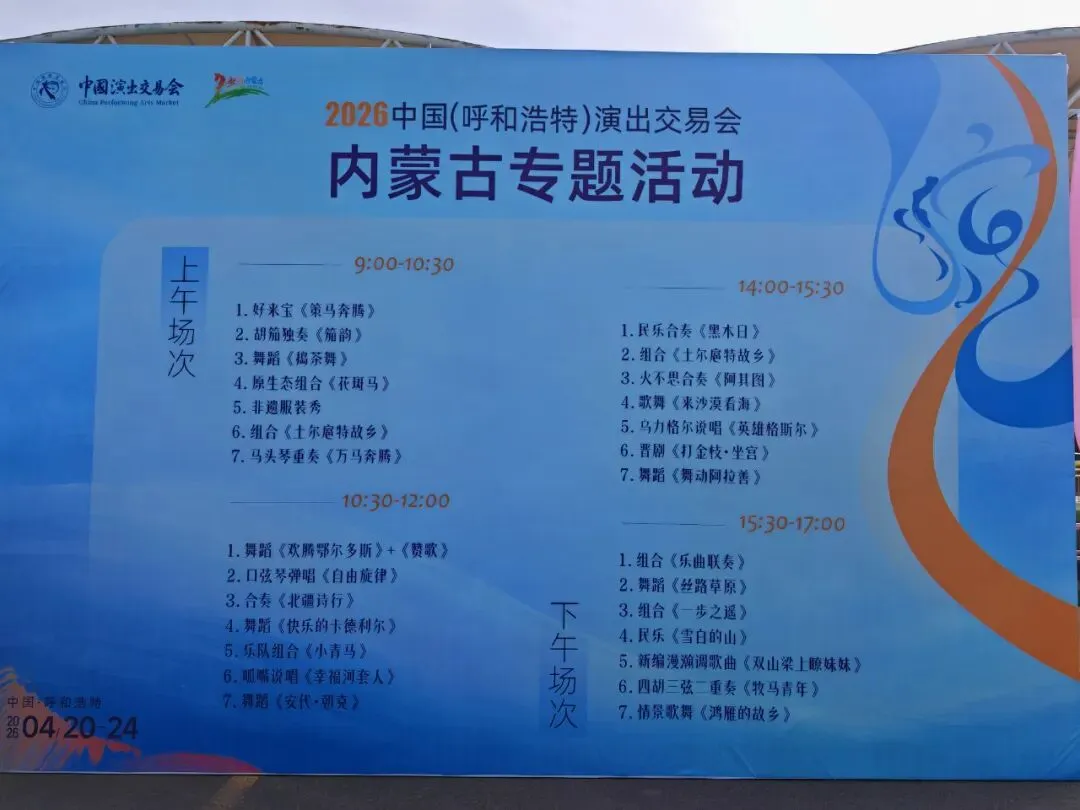 中国演出交易会
China Performing Arts Market
2026中国(呼和浩特)演出交易会
内蒙古专题活动
上午场次
9:00-10:30
1. 好来宝《策马奔腾》
2. 胡笳独奏《笳韵》
3. 舞蹈《捣茶舞》
4. 原生态组合《花斑马》
5. 非遗服装秀
6. 组合《土尔扈特故乡》
7. 马头琴重奏《万马奔腾》
10:30-12:00
1. 舞蹈《欢腾鄂尔多斯》+《赞歌》
2. 口弦琴弹唱《自由旋律》
3. 合奏《北疆诗行》
4. 舞蹈《快乐的卡德利尔》
5. 乐队组合《小青马》
6. 呱嘴说唱《幸福河套人》
7. 舞蹈《安代·朝克》
下午场次
14:00-15:30
1. 民乐合奏《黑木日》
2. 组合《土尔扈特故乡》
3. 火不思合奏《阿其图》
4. 歌舞《来沙漠看海》
5. 乌力格尔说唱《英雄格斯尔》
6. 晋剧《打金枝·坐宫》
7. 舞蹈《舞动阿拉善》
15:30-17:00
1. 组合《乐曲联奏》
2. 舞蹈《丝路草原》
3. 组合《一步之遥》
4. 民乐《雪白的山》
5. 新编漫瀚调歌曲《双山梁上瞭妹妹》
6. 四胡三弦二重奏《牧马青年》
7. 情景歌舞《鸿雁的故乡》
中国·呼和浩特
2026 04/20-24